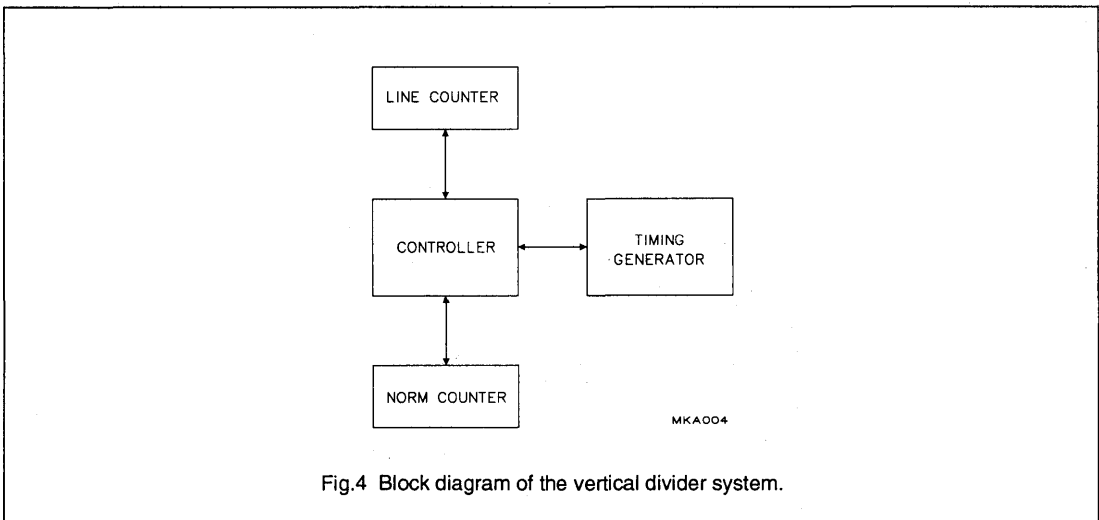 LINE COUNTER
CONTROLLER
TIMING
GENERATOR
NORM COUNTER
MKA004
Fig.4 Block diagram of the vertical divider system.